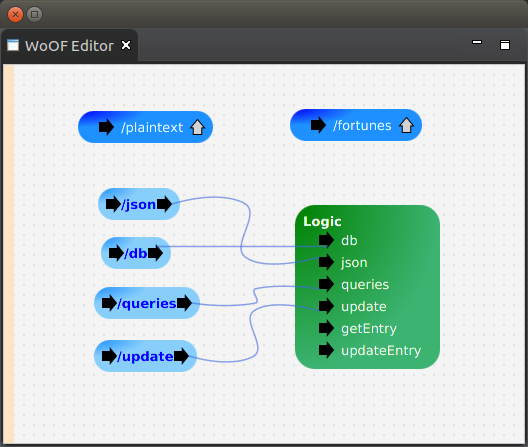 WoOF Editor
/plaintext
/fortunes
/json
/db
/queries
/update
Logic
db
json
queries
update
getEntry
updateEntry